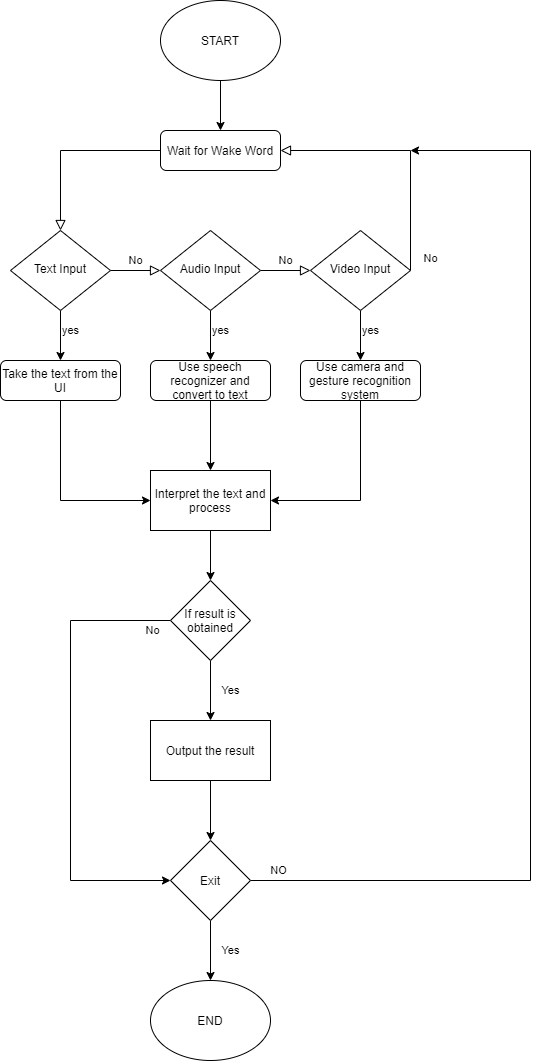 START
Wait for Wake Word
No
Text Input
No
Audio Input
No
Video Input
yes
yes
yes
Take the text from the
UI
Use speech
recognizer and
convert to text
Use camera and
gesture recognition
system
Interpret the text and
process
If result is
obtained
No
Yes
Output the result
NO
Exit
Yes
END